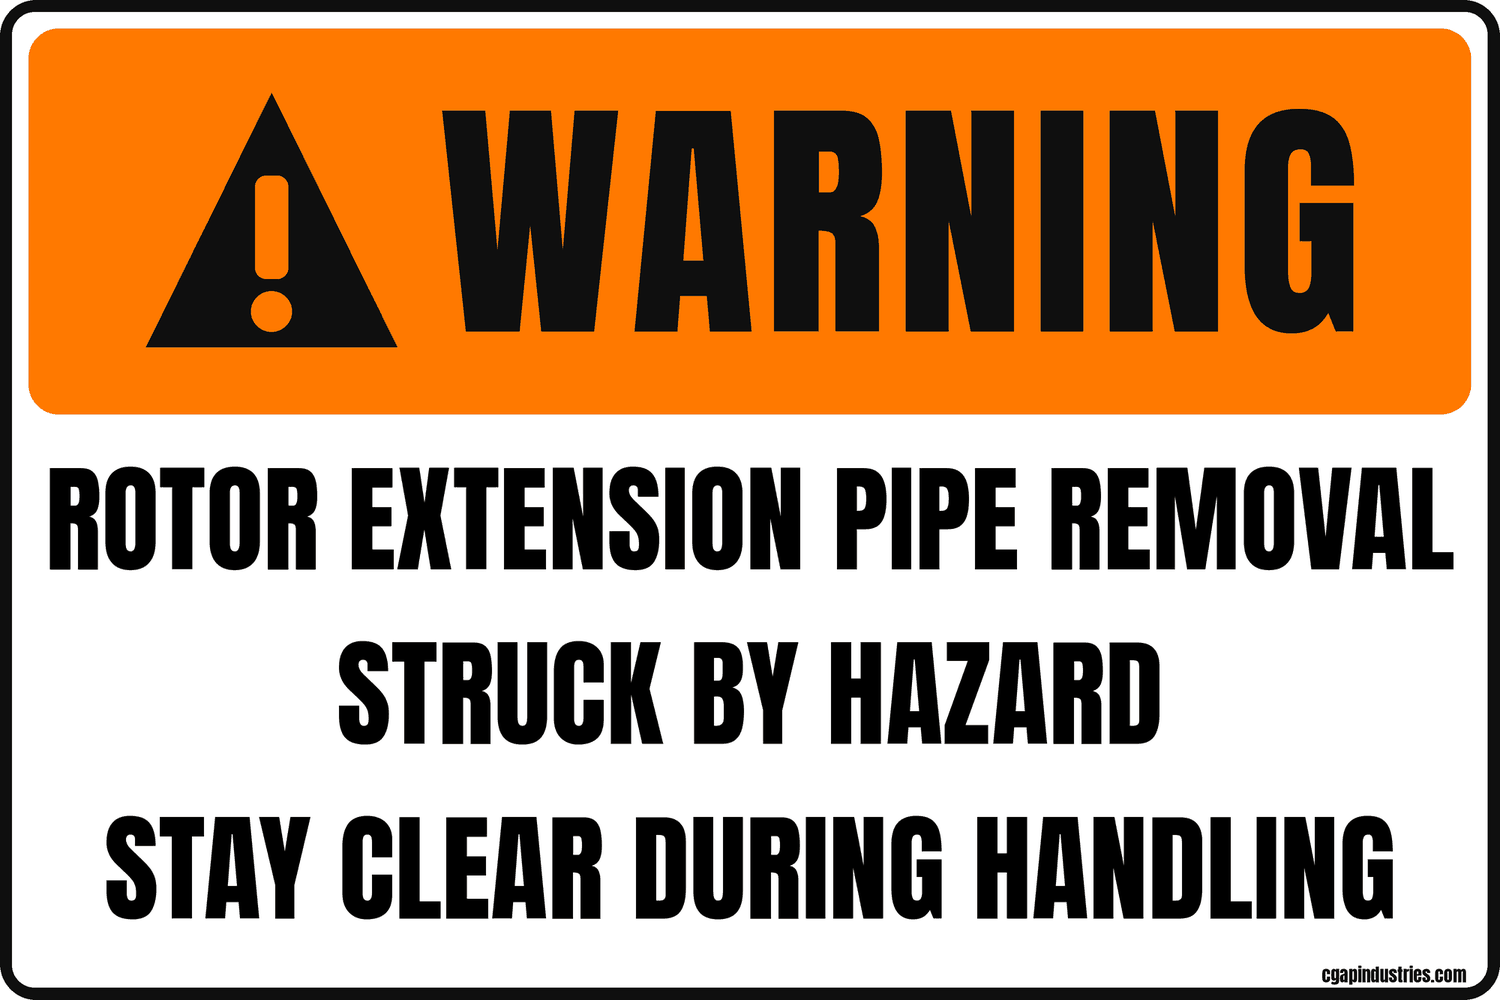 WARNING
ROTOR EXTENSION PIPE REMOVAL
STRUCK BY HAZARD
STAY CLEAR DURING HANDLING
cgapindustries.com